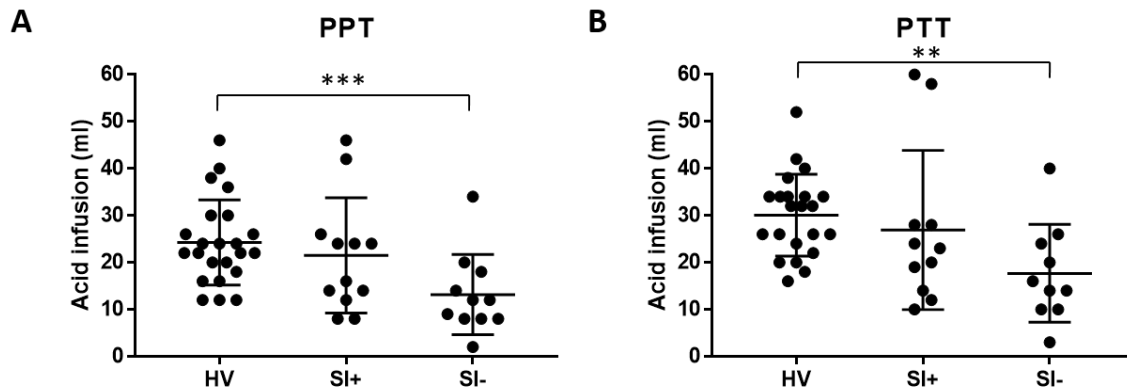 A
PPT
***
Acid infusion (ml)
60
50
40
30
20
10
0
HV SI+ SI-
B
PTT
**
Acid infusion (ml)
60
50
40
30
20
10
0
HV SI+ SI-